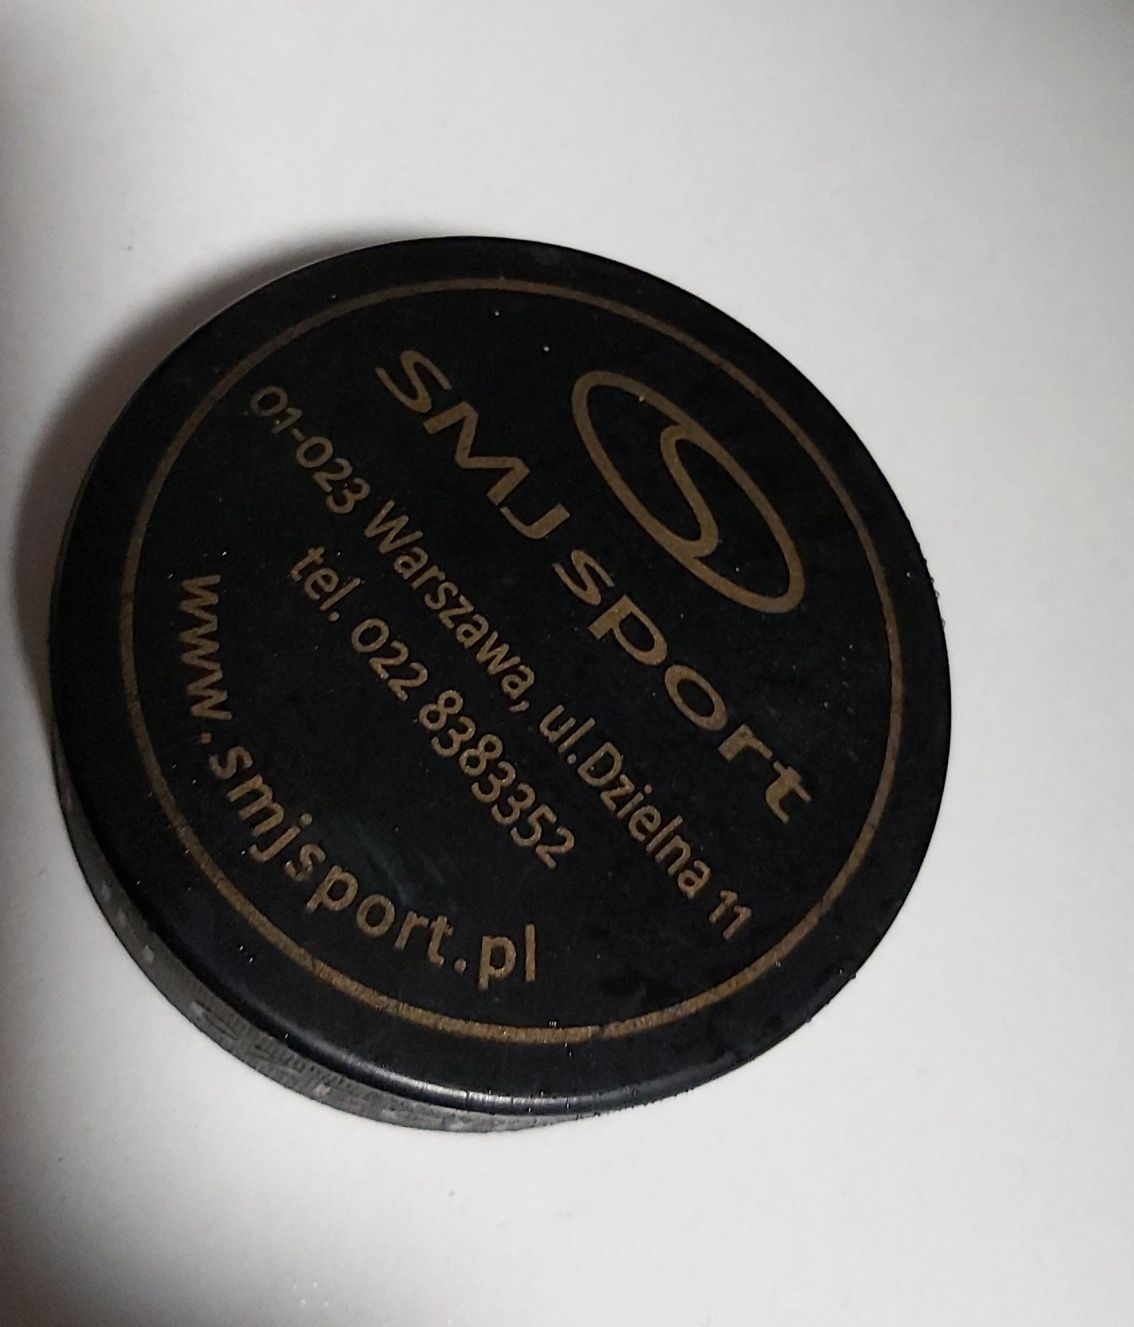 S
SMJ sport
01-023 Warszawa, ul.Dzielna 11
tel. 022 8383352
www.smjsport.pl